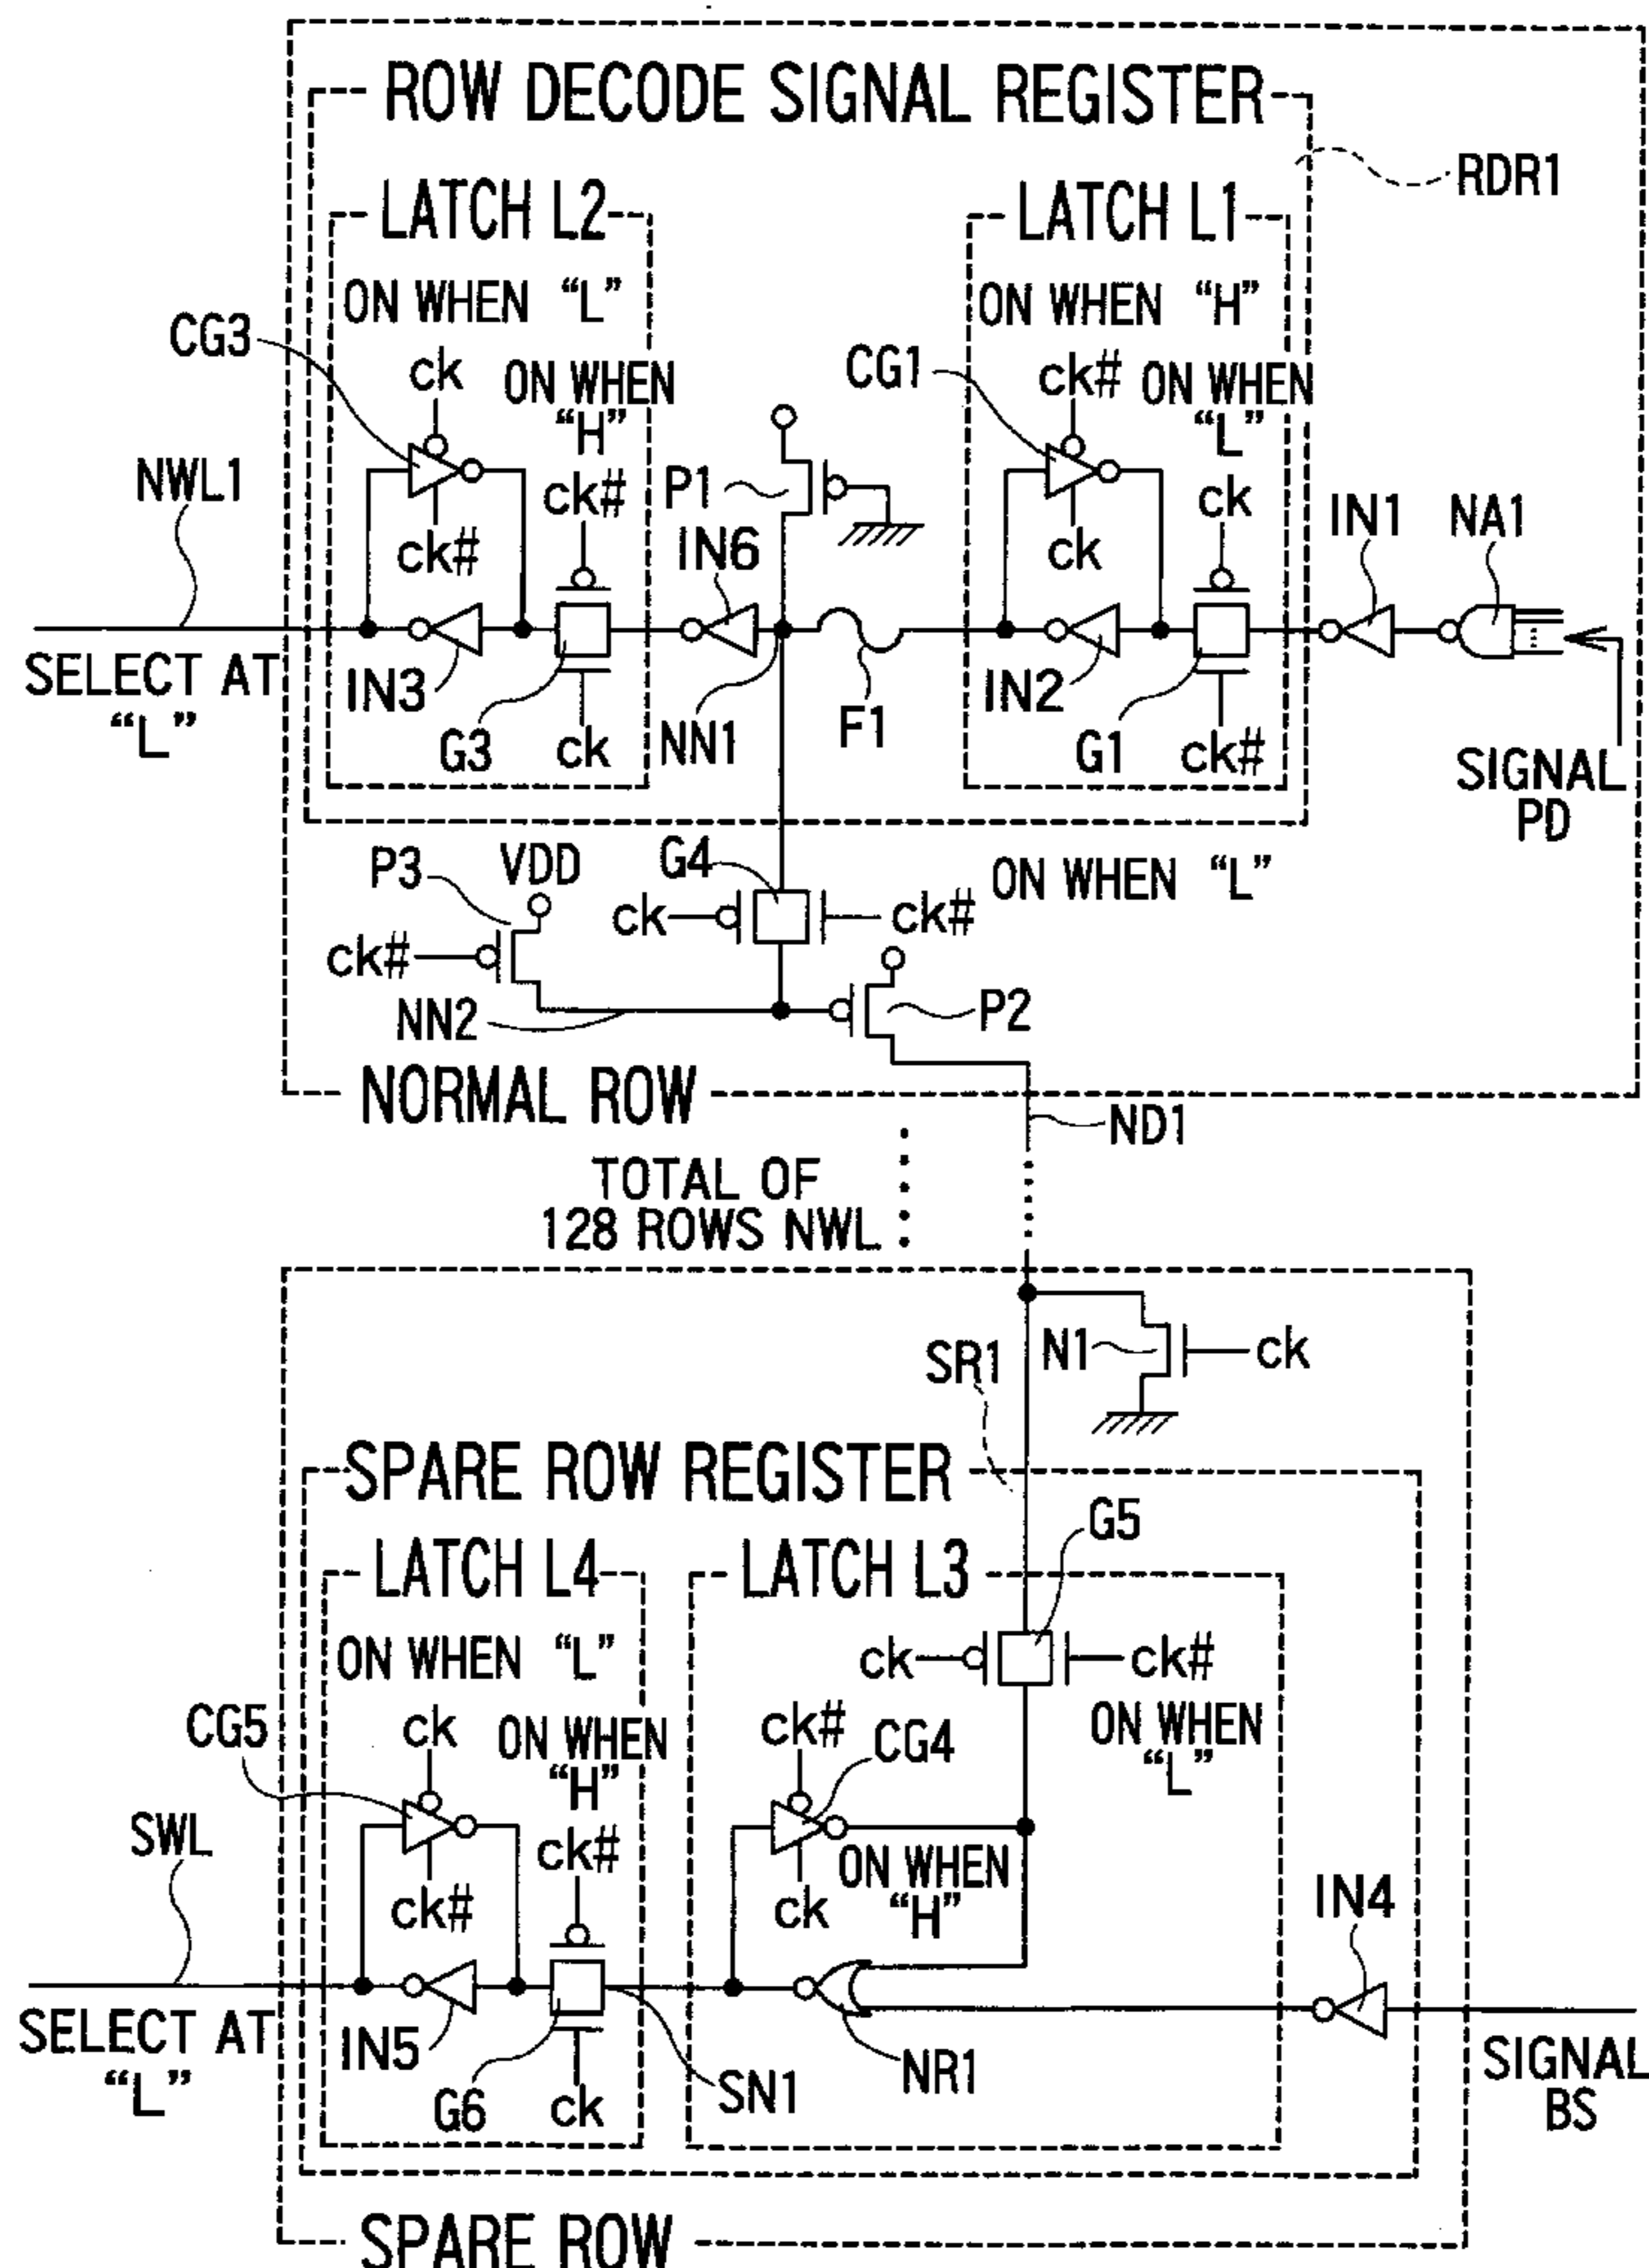 ROW DECODE SIGNAL REGISTER
RDR1
LATCH L2
LATCH L1
ON WHEN "L"
ON WHEN "H"
CG3
ck
ON WHEN
"H"
CG1
ck#
ON WHEN
"L"
NWL1
ck#
ck#
P1
IN6
ck
ck
IN1
NA1
SELECT AT
"L"
IN3
G3
ck
NN1
F1
IN2
G1
ck#
SIGNAL
PD
P3
VDD
G4
ON WHEN "L"
ck
ck#
ck#
NN2
P2
NORMAL ROW
ND1
TOTAL OF
128 ROWS NWL
SR1
N1
ck
SPARE ROW REGISTER
G5
LATCH L4
LATCH L3
ON WHEN "L"
ck
ck#
CG5
ck
ON WHEN
"H"
ck#
CG4
ON WHEN
"L"
SWL
ck#
ck#
ck
ON WHEN
"H"
IN4
SELECT AT
"L"
IN5
G6
ck
SN1
NR1
SIGNAL
BS
SPARE ROW